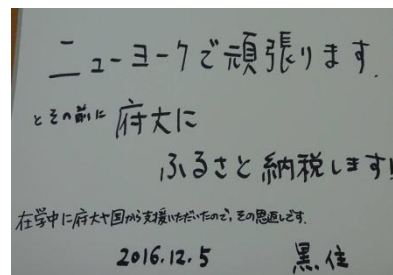 ニューヨークで頑張ります.
とその前に 府大に
ふるさと納税します!
在学中に府大や国から支援いただいたので、その恩返しです.
2016.12.5 黒住